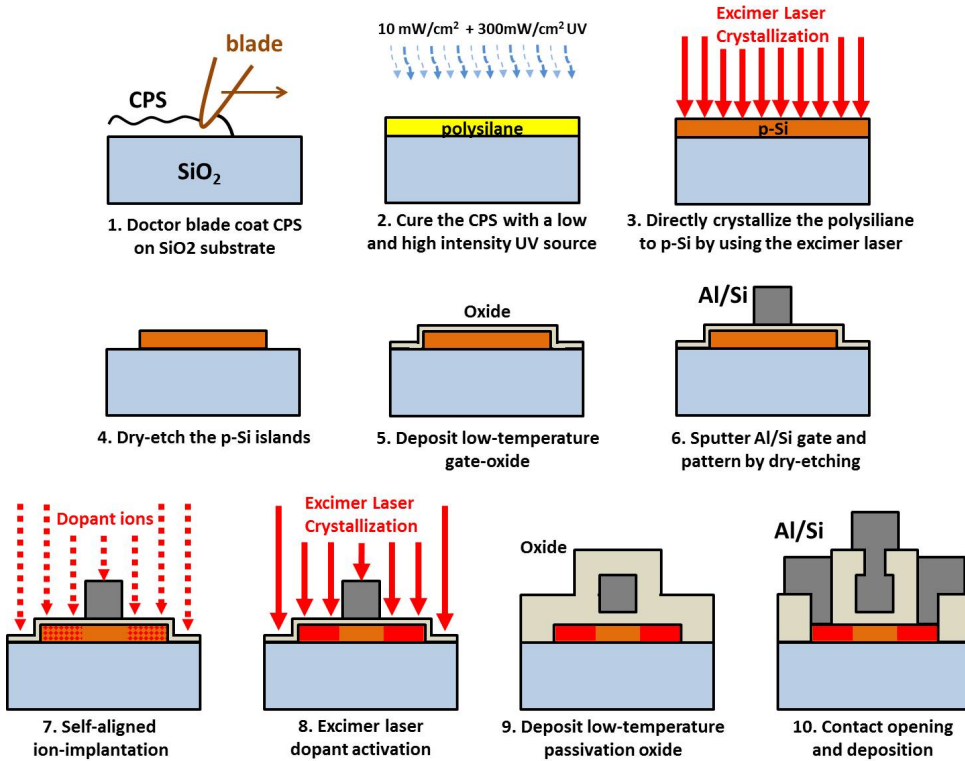 blade
CPS
SiO₂
1. Doctor blade coat CPS
on SiO2 substrate
10 mW/cm² + 300mW/cm² UV
polysilane
2. Cure the CPS with a low
and high intensity UV source
Excimer Laser
Crystallization
p-Si
3. Directly crystallize the polysiliane
to p-Si by using the excimer laser
4. Dry-etch the p-Si islands
Oxide
5. Deposit low-temperature
gate-oxide
Al/Si
6. Sputter Al/Si gate and
pattern by dry-etching
Dopant ions
7. Self-aligned
ion-implantation
Excimer Laser
Crystallization
8. Excimer laser
dopant activation
Oxide
9. Deposit low-temperature
passivation oxide
Al/Si
10. Contact opening
and deposition